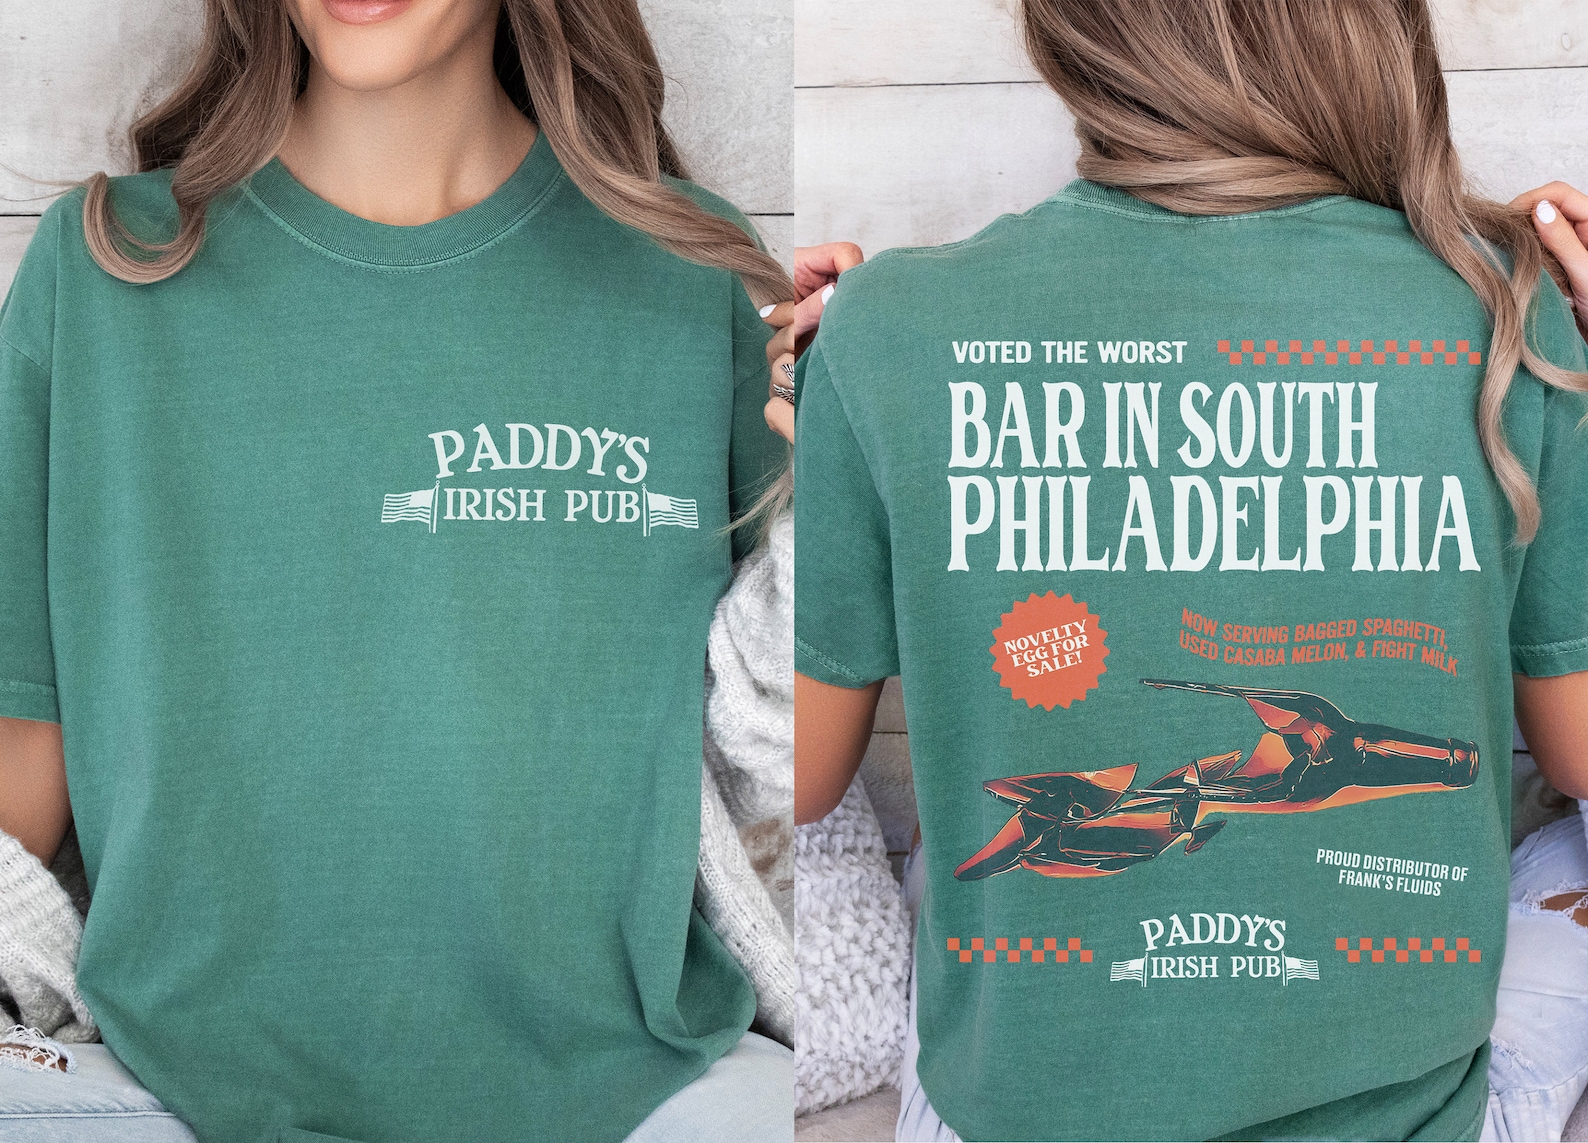 PADDY'S
IRISH PUB
VOTED THE WORST
BAR IN SOUTH
PHILADELPHIA
NOVELTY
EGG FOR
SALE!
NOW SERVING BAGGED SPAGHETTI,
USED CASABA MELON, & FIGHT MILK
PROUD DISTRIBUTOR OF
FRANK'S FLUIDS
PADDY'S
IRISH PUB